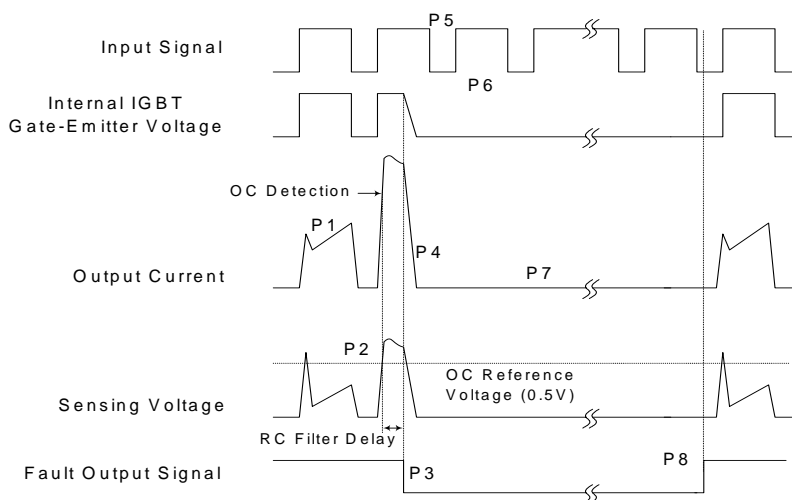 P5
Input Signal
P6
Internal IGBT
Gate-Emitter Voltage
OC Detection
P1
P4
Output Current
P7
P2
OC Reference
Voltage (0.5V)
Sensing Voltage
RC Filter Delay
Fault Output Signal
P3
P8